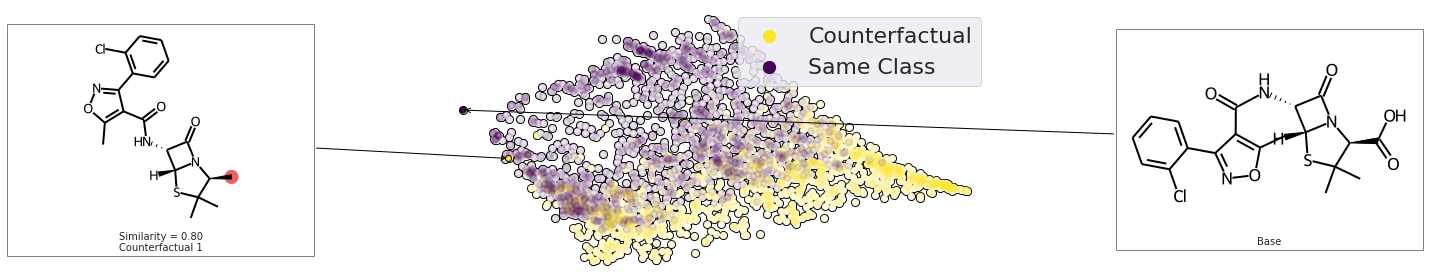 Cl
N
O
O
HN
O
N
H
S
Similarity = 0.80
Counterfactual 1
Counterfactual
Same Class
H
N
O
O
OH
N
H
O
S
N
O
Cl
Base